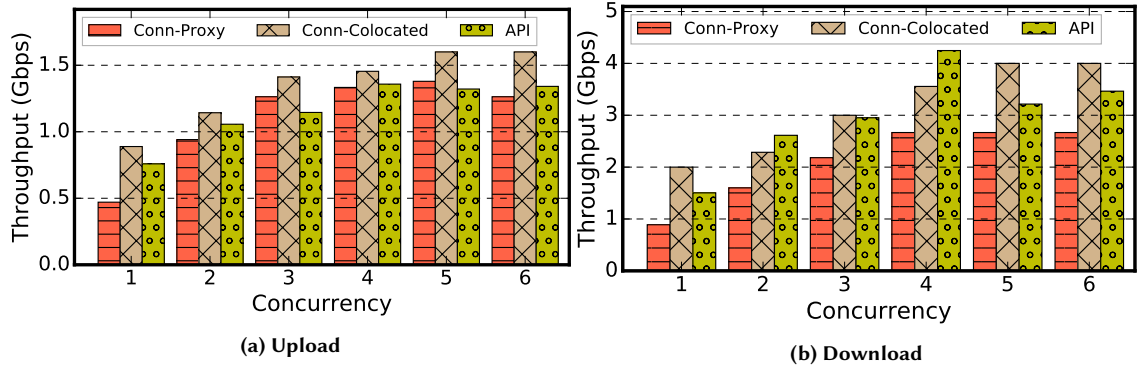 Conn-Proxy Conn-Colocated API
Throughput (Gbps)
1.5
1.0
0.5
0.0
1 2 3 4 5 6
Concurrency
(a) Upload
Conn-Proxy Conn-Colocated API
Throughput (Gbps)
5
4
3
2
1
0
1 2 3 4 5 6
Concurrency
(b) Download